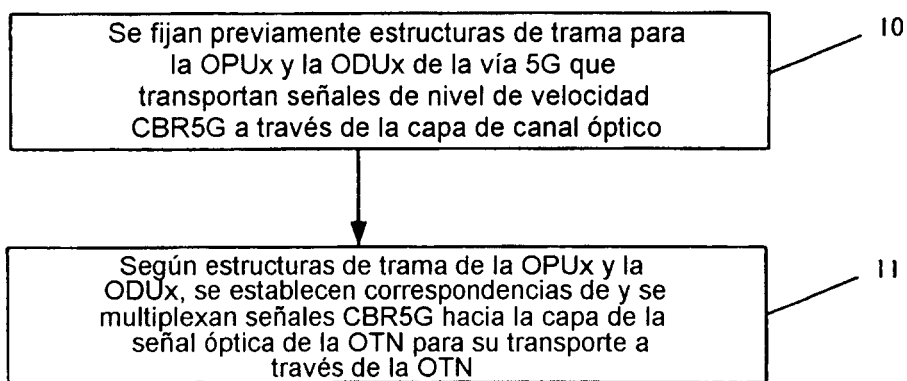 Se fijan previamente estructuras de trama para
la OPUx y la ODUx de la vía 5G que
transportan señales de nivel de velocidad
CBR5G a través de la capa de canal óptico
10
Según estructuras de trama de la OPUx y la
ODUx, se establecen correspondencias de y se
multiplexan señales CBR5G hacia la capa de la
señal óptica de la OTN para su transporte a
través de la OTN
11